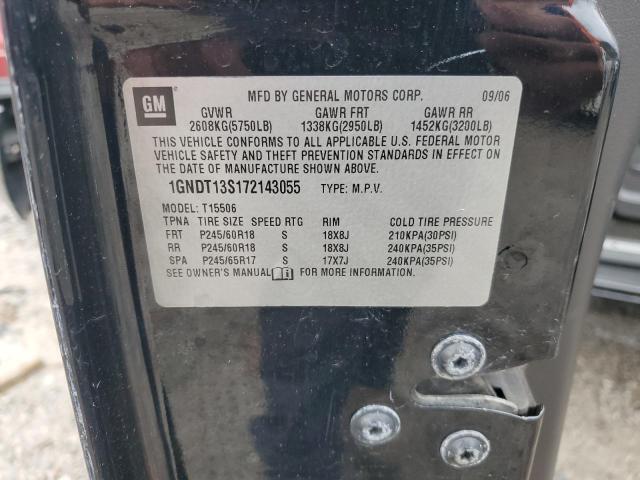 GM
MFD BY GENERAL MOTORS CORP. 09/06
GVWR GAWR FRT GAWR RR
2608KG(5750LB) 1338KG(2950LB) 1452KG(3200LB)
THIS VEHICLE CONFORMS TO ALL APPLICABLE U.S. FEDERAL MOTOR
VEHICLE SAFETY AND THEFT PREVENTION STANDARDS IN EFFECT ON
THE DATE OF MANUFACTURE SHOWN ABOVE.
1GNDT13S172143055 TYPE: M.P.V.
MODEL: T15506
TPNA TIRE SIZE SPEED RTG RIM COLD TIRE PRESSURE
FRT P245/60R18 S 18X8J 210KPA(30PSI)
RR P245/60R18 S 18X8J 240KPA(35PSI)
SPA P245/65R17 S 17X7J 240KPA(35PSI)
SEE OWNER'S MANUAL FOR MORE INFORMATION.